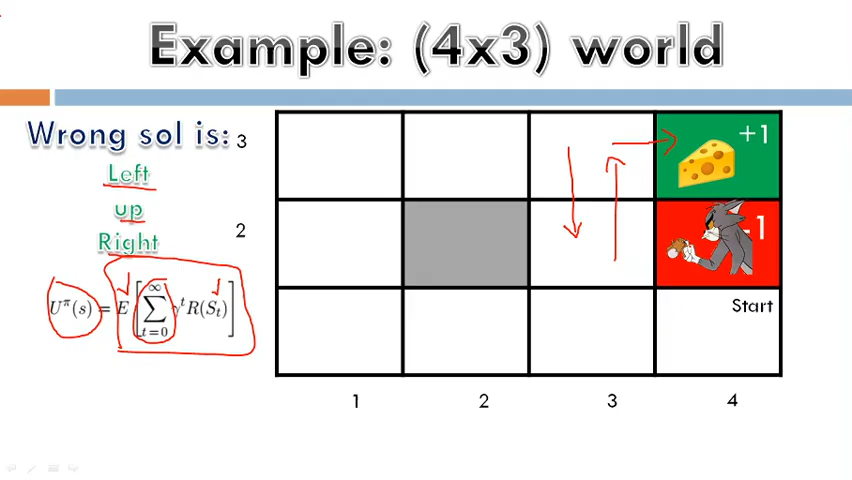 Example: (4x3) world
Wrong sol is:
Left
up
Right
U^π(s) = E[∑_{t=0}^{∞} γ^t R(S_t)]
3
+1
2
-1
Start
1 2 3 4